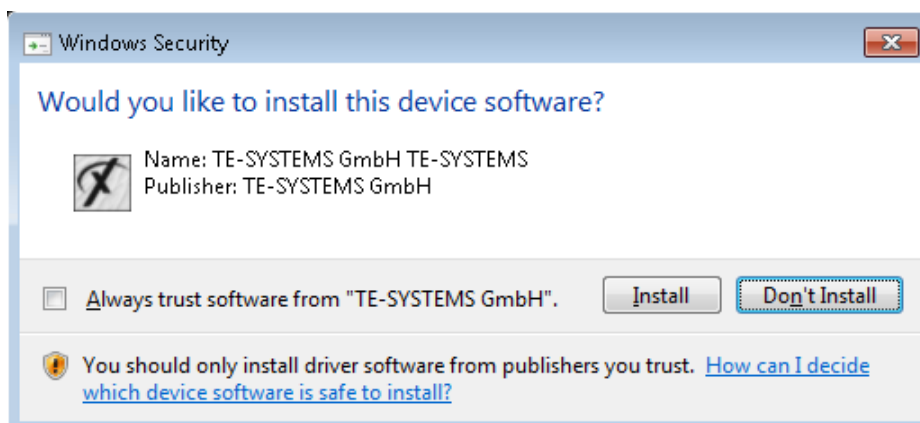 Windows Security
Would you like to install this device software?
Name: TE-SYSTEMS GmbH TE-SYSTEMS
Publisher: TE-SYSTEMS GmbH
Always trust software from "TE-SYSTEMS GmbH".
Install
Don't Install
You should only install driver software from publishers you trust. How can I decide
which device software is safe to install?